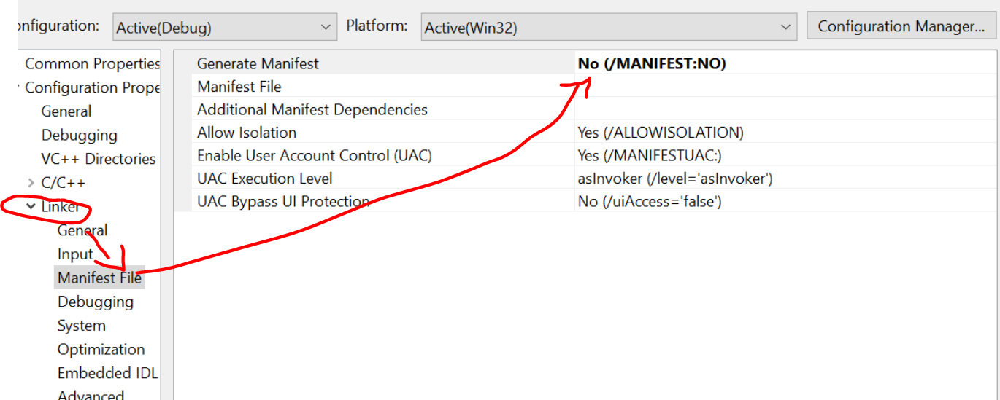 onfiguration: Active(Debug) Platform: Active(Win32) Configuration Manager...
Common Properties
Configuration Prope
General
Debugging
VC++ Directories
C/C++
Linker
General
Input
Manifest File
Debugging
System
Optimization
Embedded IDL
Advanced
Generate Manifest No (/MANIFEST:NO)
Manifest File
Additional Manifest Dependencies
Allow Isolation Yes (/ALLOWISOLATION)
Enable User Account Control (UAC) Yes (/MANIFESTUAC:)
UAC Execution Level asInvoker (/level='asInvoker')
UAC Bypass UI Protection No (/uiAccess='false')